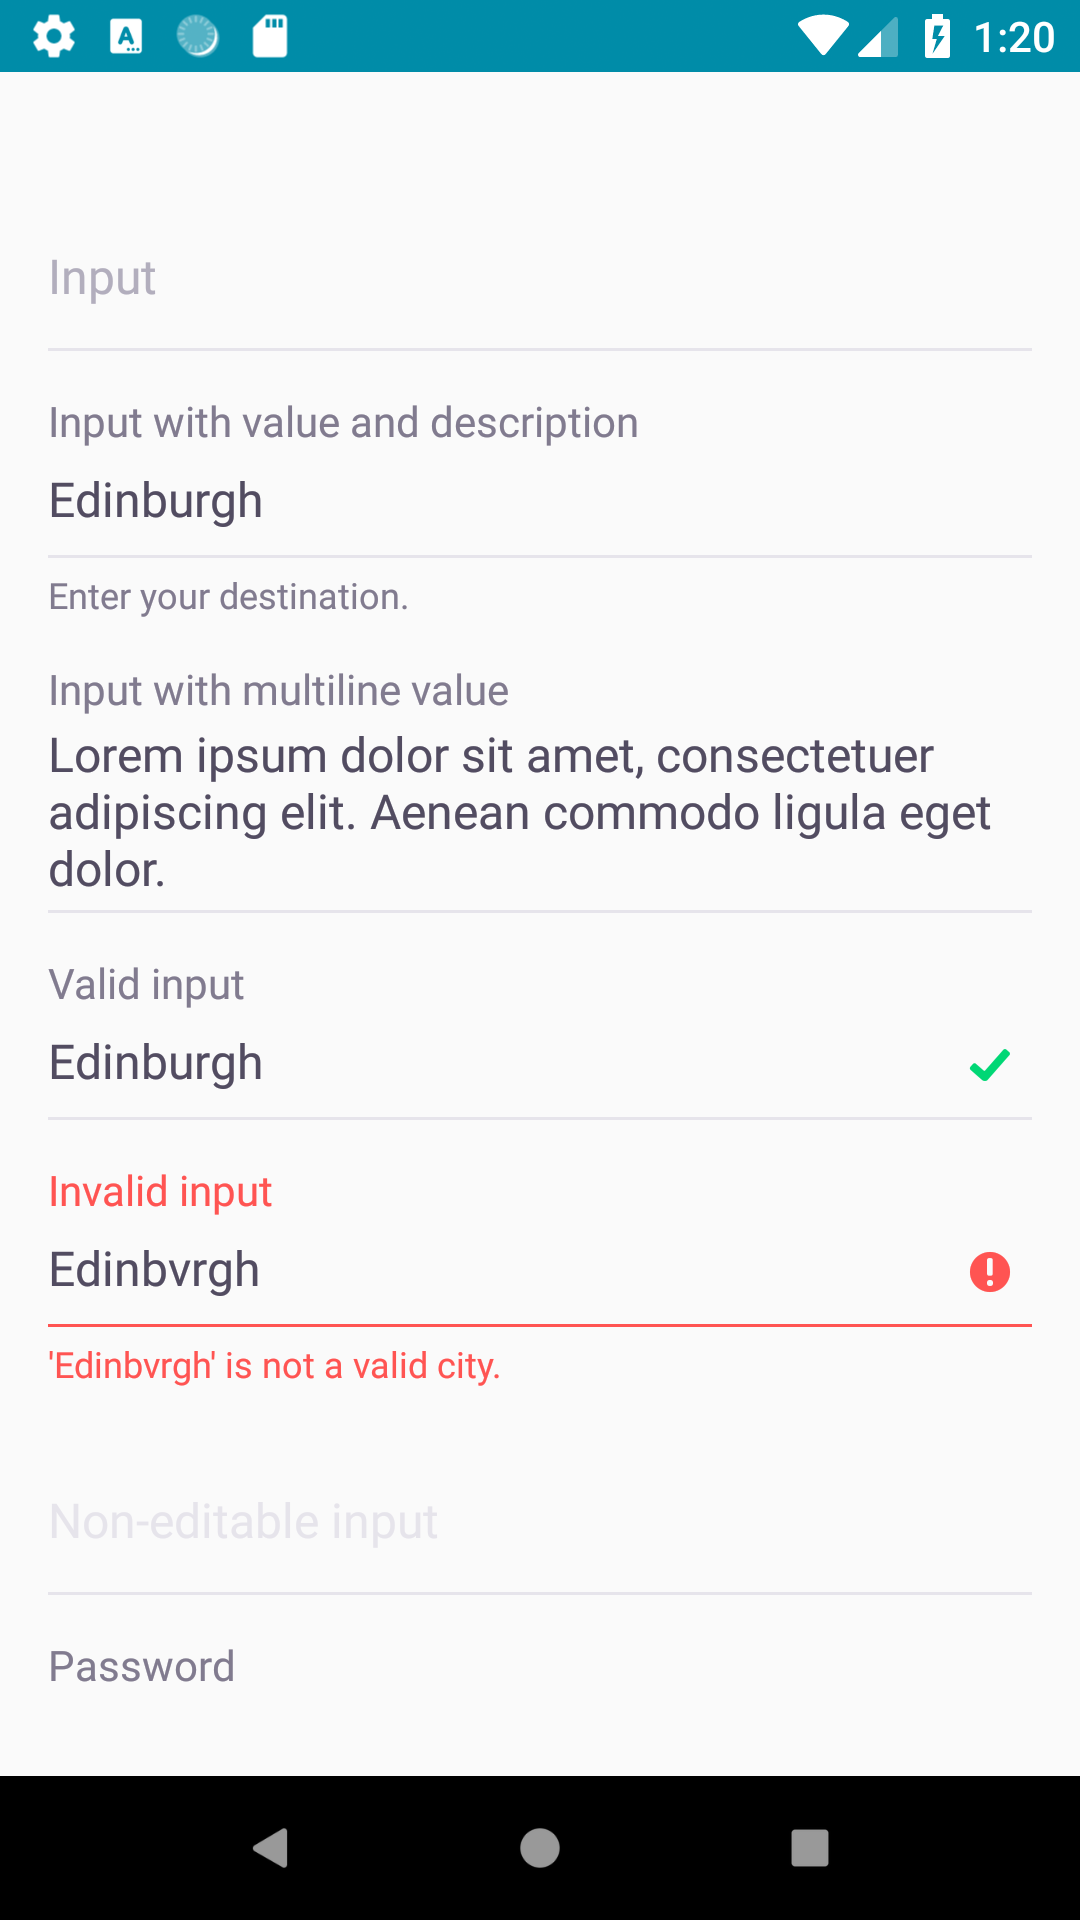 1:20
Input
Input with value and description
Edinburgh
Enter your destination.
Input with multiline value
Lorem ipsum dolor sit amet, consectetuer
adipiscing elit. Aenean commodo ligula eget
dolor.
Valid input
Edinburgh
Invalid input
Edinbvrgh
'Edinbvrgh' is not a valid city.
Non-editable input
Password